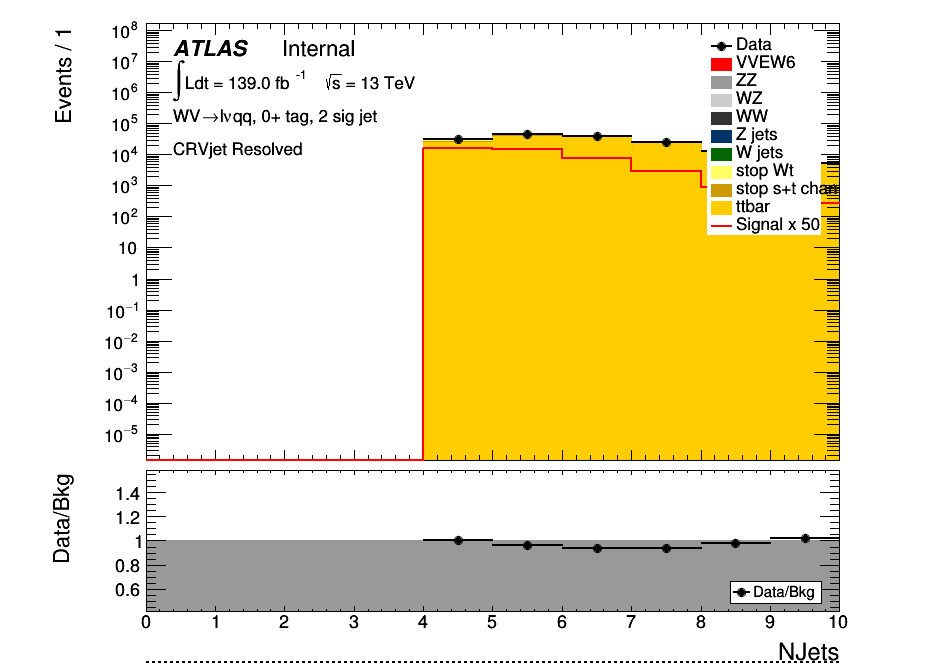 Events / 1
10⁸
10⁷
10⁶
10⁵
10⁴
10³
10²
10
1
10⁻¹
10⁻²
10⁻³
10⁻⁴
10⁻⁵
ATLAS Internal
∫Ldt = 139.0 fb⁻¹ √s = 13 TeV
WV→lνqq, 0+ tag, 2 sig jet
CRVjet Resolved
Data
VVEW6
ZZ
WZ
WW
Z jets
W jets
stop Wt
stop s+t chan
ttbar
Signal x 50
Data/Bkg
1.4
1.2
1
0.8
0.6
Data/Bkg
0 1 2 3 4 5 6 7 8 9 10
NJets